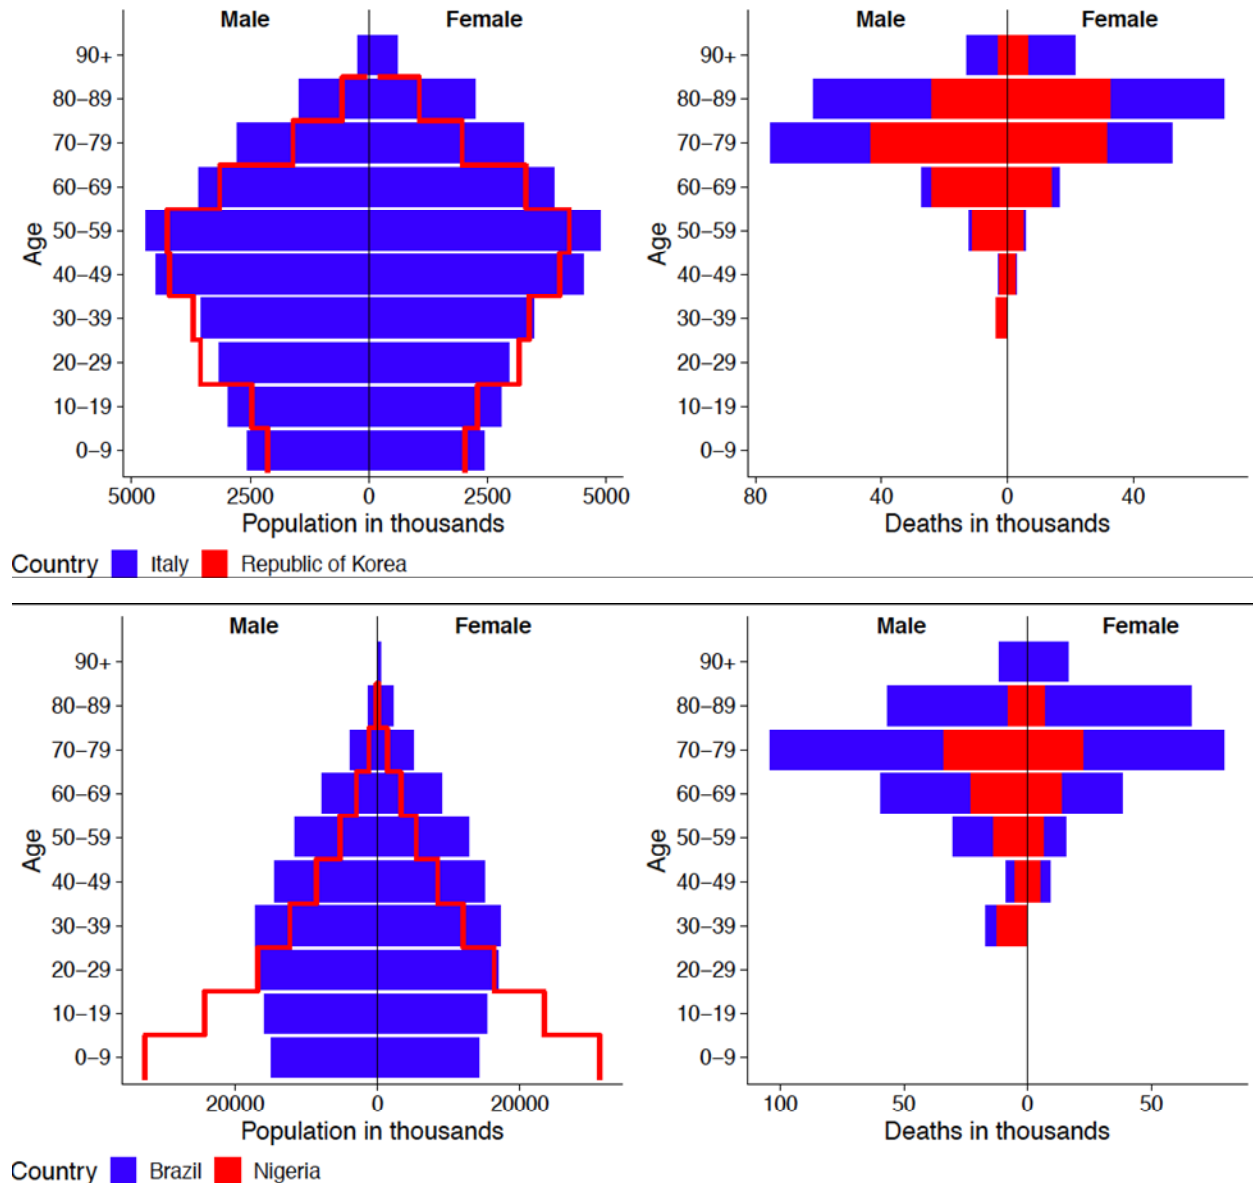 Male Female
90+
80–89
70–79
60–69
50–59
40–49
30–39
20–29
10–19
0–9
Age
5000 2500 0 2500 5000
Population in thousands
Male Female
90+
80–89
70–79
60–69
50–59
40–49
30–39
20–29
10–19
0–9
Age
80 40 0 40
Deaths in thousands
Country Italy Republic of Korea
Male Female
90+
80–89
70–79
60–69
50–59
40–49
30–39
20–29
10–19
0–9
Age
20000 0 20000
Population in thousands
Male Female
90+
80–89
70–79
60–69
50–59
40–49
30–39
20–29
10–19
0–9
Age
100 50 0 50
Deaths in thousands
Country Brazil Nigeria